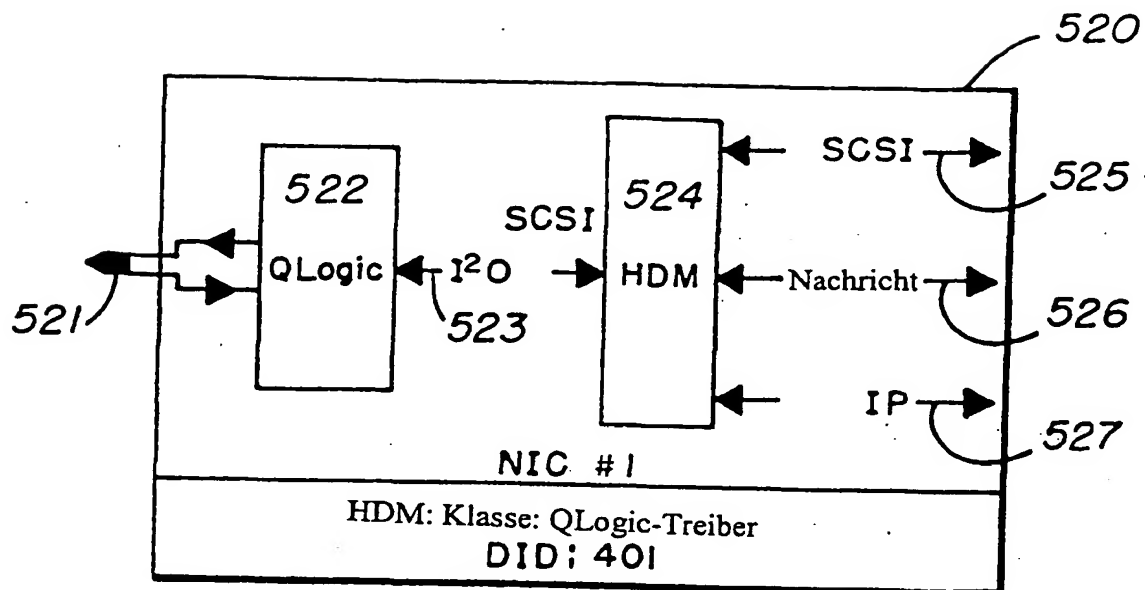 520
522
QLogic
521
SCSI
I²O
523
524
HDM
SCSI
525
Nachricht
526
IP
527
NIC #1
HDM: Klasse: QLogic-Treiber
DID; 401